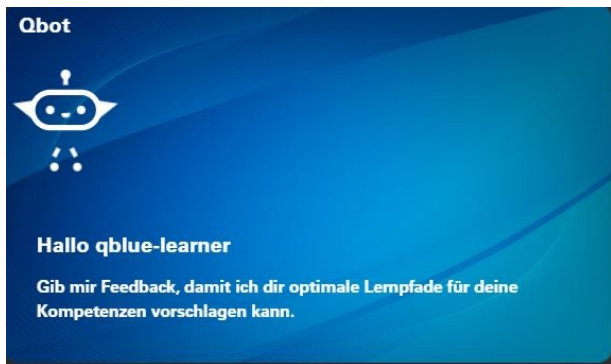 Qbot
Hallo qblue-learner
Gib mir Feedback, damit ich dir optimale Lernpfade für deine
Kompetenzen vorschlagen kann.